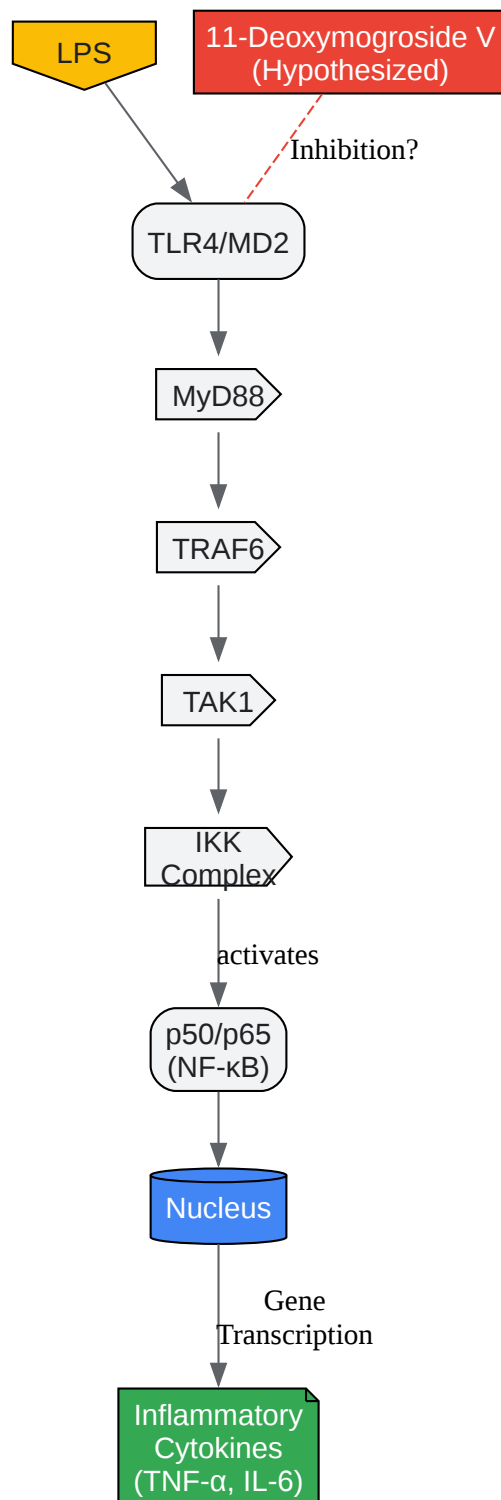 LPS
11-Deoxymogroside V
(Hypothesized)
Inhibition?
TLR4/MD2
MyD88
TRAF6
TAK1
IKK
Complex
activates
p50/p65
(NF-κB)
Nucleus
Gene
Transcription
Inflammatory
Cytokines
(TNF-α, IL-6)